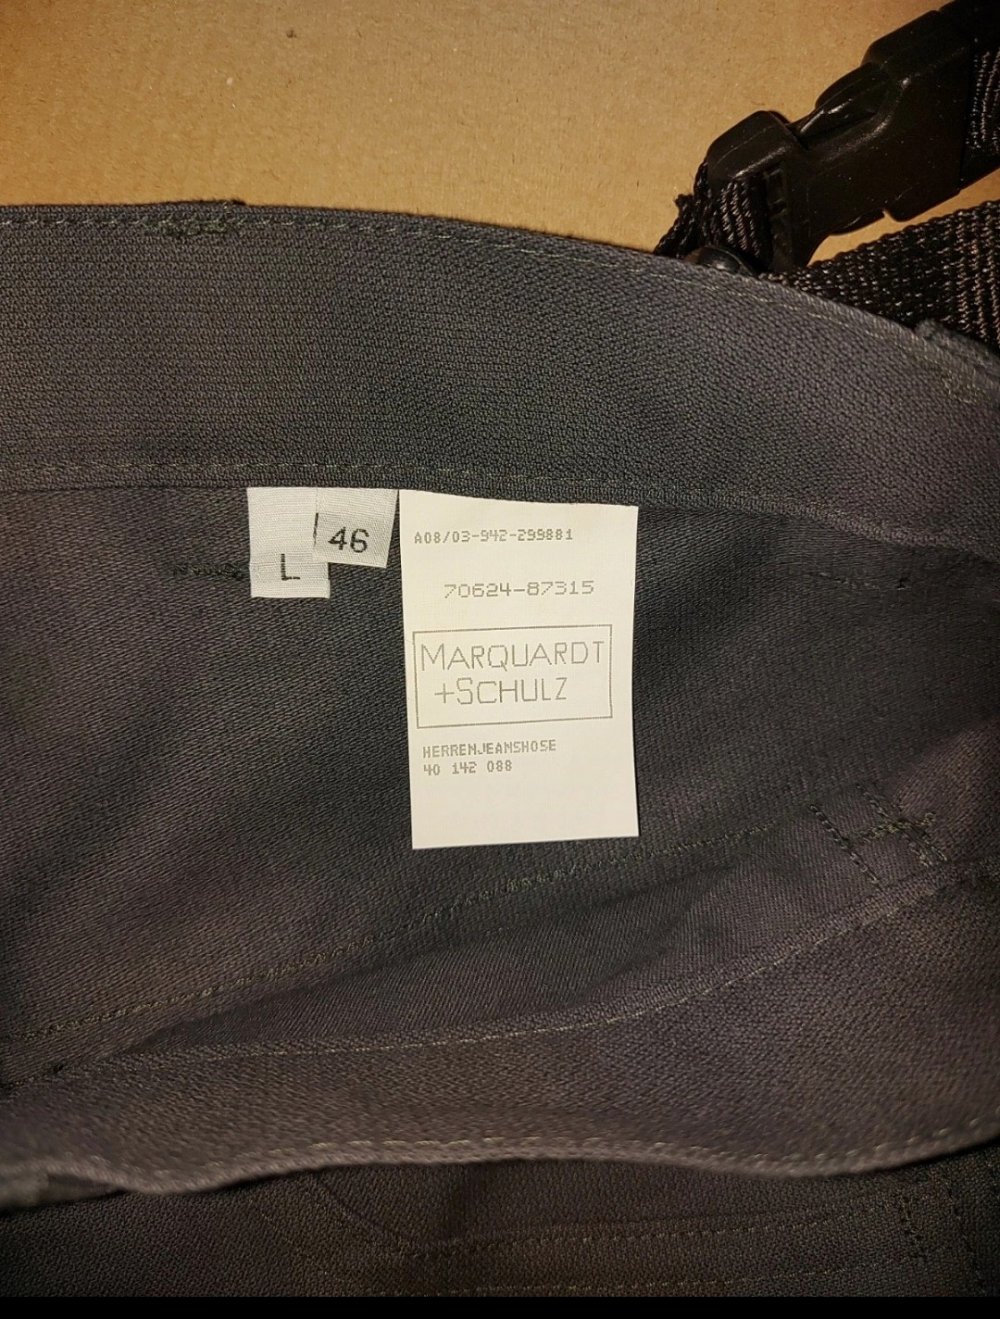 46
L
A08/03-942-299881
70624-87315
MARQUARDT
+SCHULZ
HERRENJEANSHOSE
40 142 088